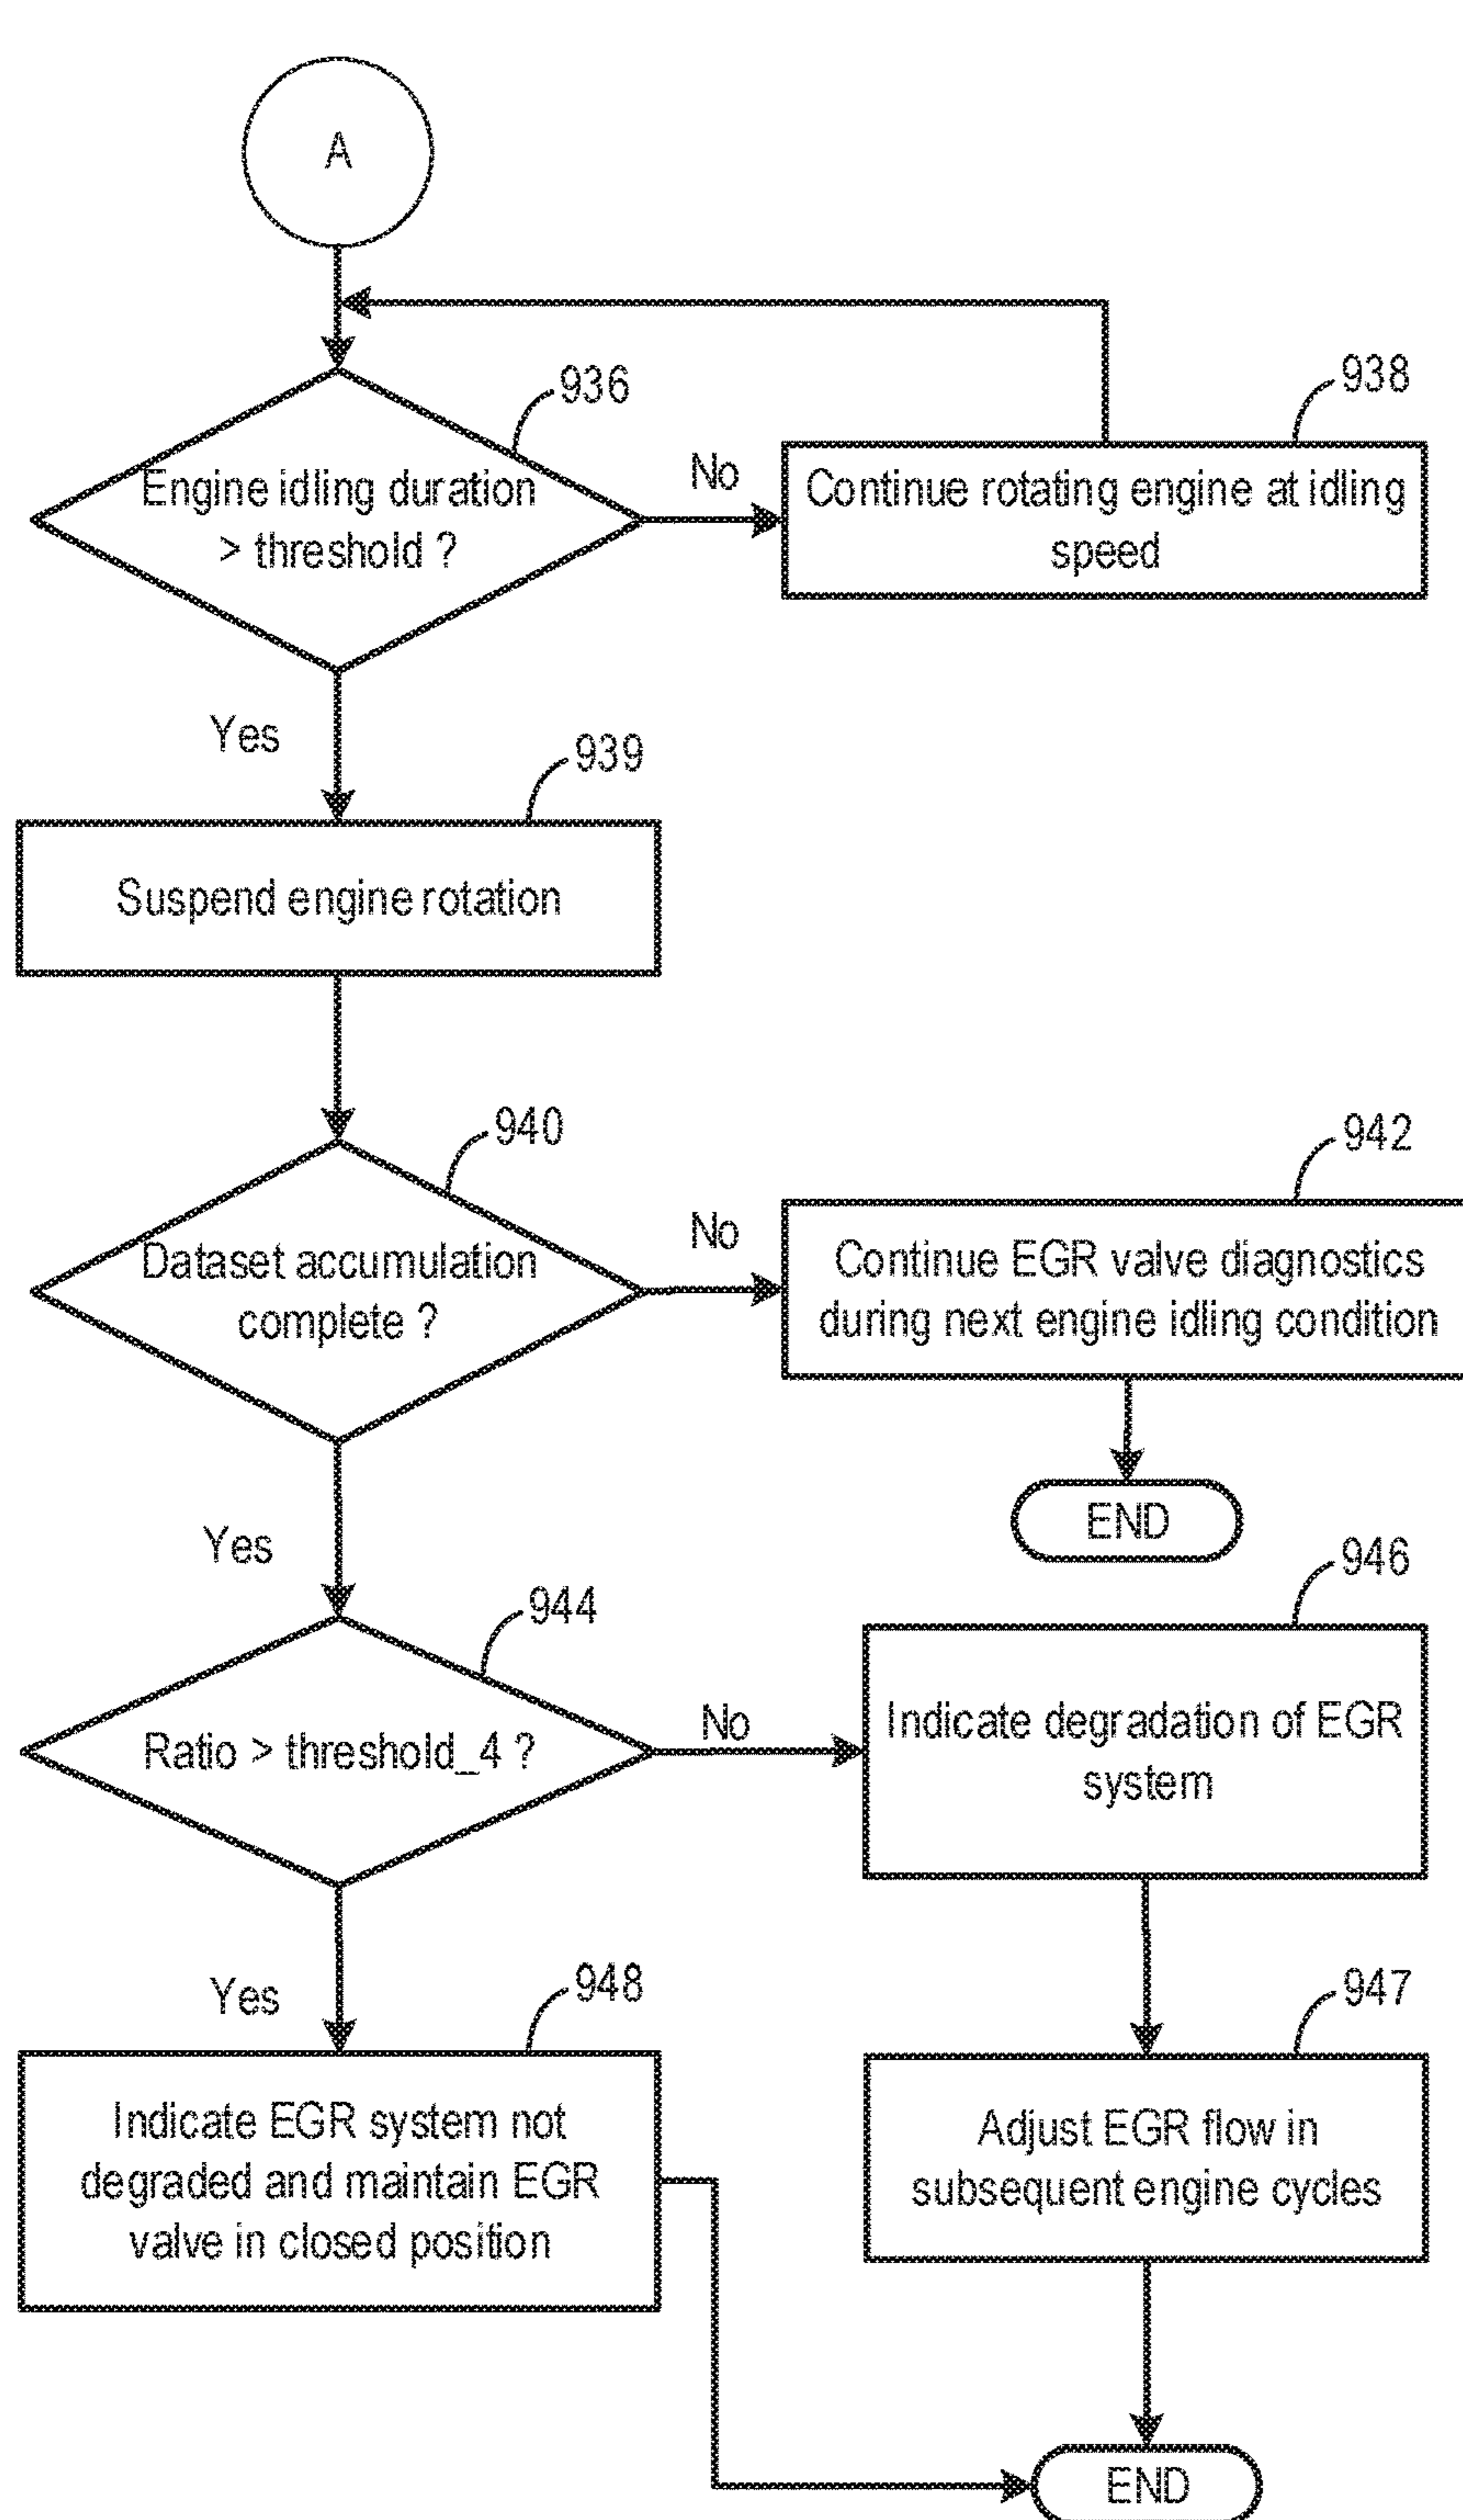 A
936
Engine idling duration
> threshold ?
No
938
Continue rotating engine at idling
speed
Yes
939
Suspend engine rotation
940
Dataset accumulation
complete ?
No
942
Continue EGR valve diagnostics
during next engine idling condition
END
Yes
944
Ratio > threshold_4 ?
No
946
Indicate degradation of EGR
system
Yes
948
Indicate EGR system not
degraded and maintain EGR
valve in closed position
947
Adjust EGR flow in
subsequent engine cycles
END